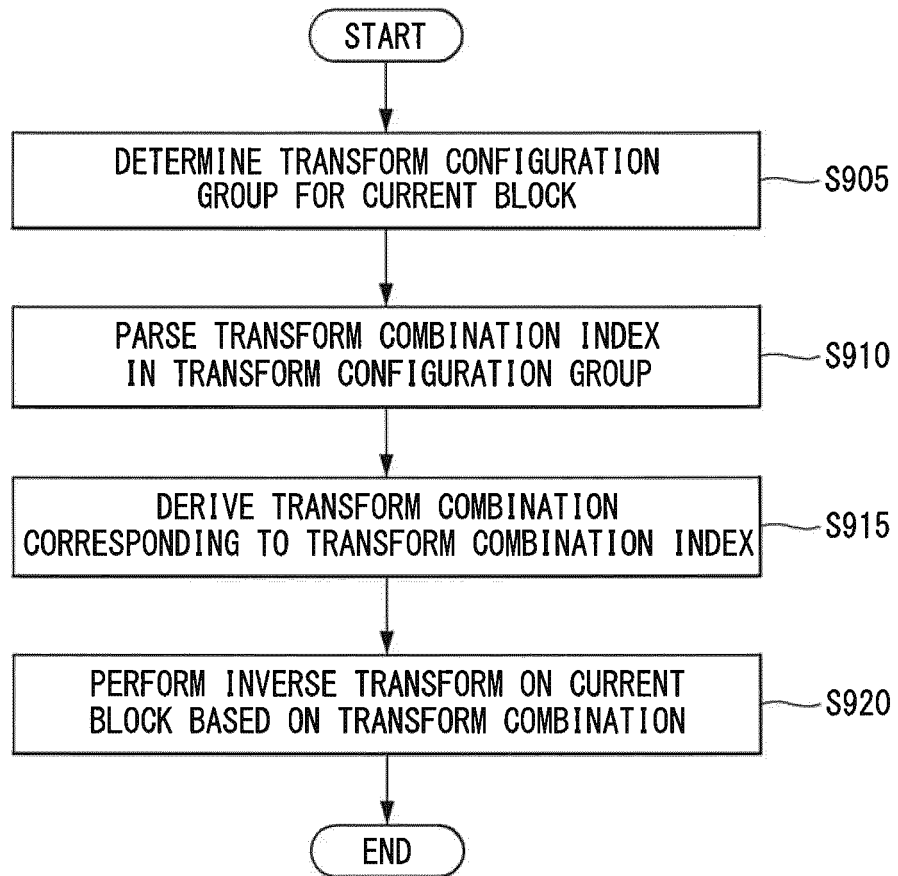 START
DETERMINE TRANSFORM CONFIGURATION
GROUP FOR CURRENT BLOCK
S905
PARSE TRANSFORM COMBINATION INDEX
IN TRANSFORM CONFIGURATION GROUP
S910
DERIVE TRANSFORM COMBINATION
CORRESPONDING TO TRANSFORM COMBINATION INDEX
S915
PERFORM INVERSE TRANSFORM ON CURRENT
BLOCK BASED ON TRANSFORM COMBINATION
S920
END